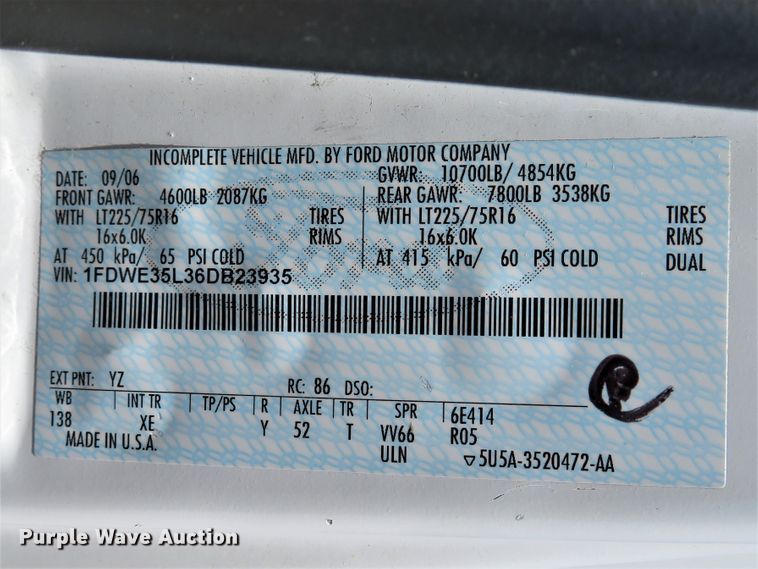 INCOMPLETE VEHICLE MFD. BY FORD MOTOR COMPANY
DATE: 09/06 GVWR: 10700LB/ 4854KG
FRONT GAWR: 4600LB 2087KG REAR GAWR: 7800LB 3538KG
WITH LT225/75R16 TIRES WITH LT225/75R16 TIRES
16x6.0K RIMS 16x6.0K RIMS
AT 450 kPa/ 65 PSI COLD AT 415 kPa/ 60 PSI COLD DUAL
VIN: 1FDWE35L36DB23935
EXT PNT: YZ RC: 86 DSO:
WB INT TR TP/PS R AXLE TR SPR 6E414
138 XE Y 52 T VV66 R05
MADE IN U.S.A. ULN ▽5U5A-3520472-AA
Purple Wave Auction